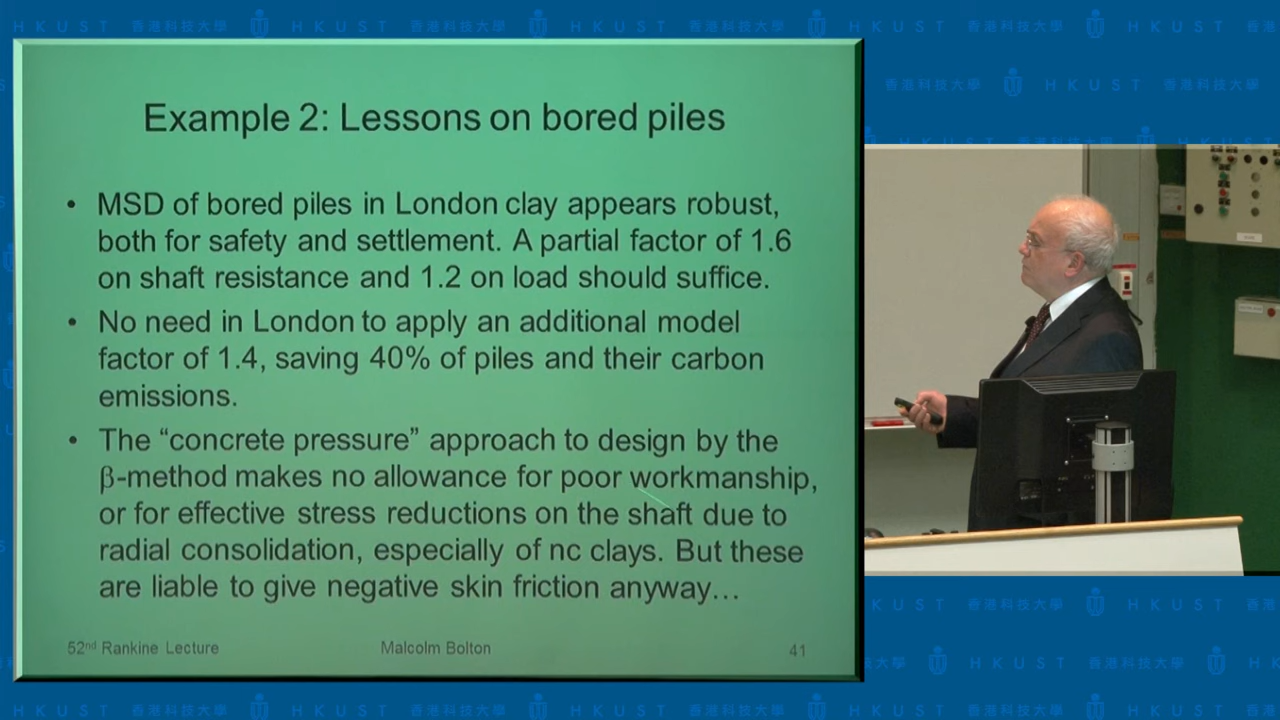 Example 2: Lessons on bored piles
• MSD of bored piles in London clay appears robust,
both for safety and settlement. A partial factor of 1.6
on shaft resistance and 1.2 on load should suffice.
• No need in London to apply an additional model
factor of 1.4, saving 40% of piles and their carbon
emissions.
• The “concrete pressure” approach to design by the
β-method makes no allowance for poor workmanship,
or for effective stress reductions on the shaft due to
radial consolidation, especially of nc clays. But these
are liable to give negative skin friction anyway…
52nd Rankine Lecture Malcolm Bolton 41
HKUST 香港科技大學